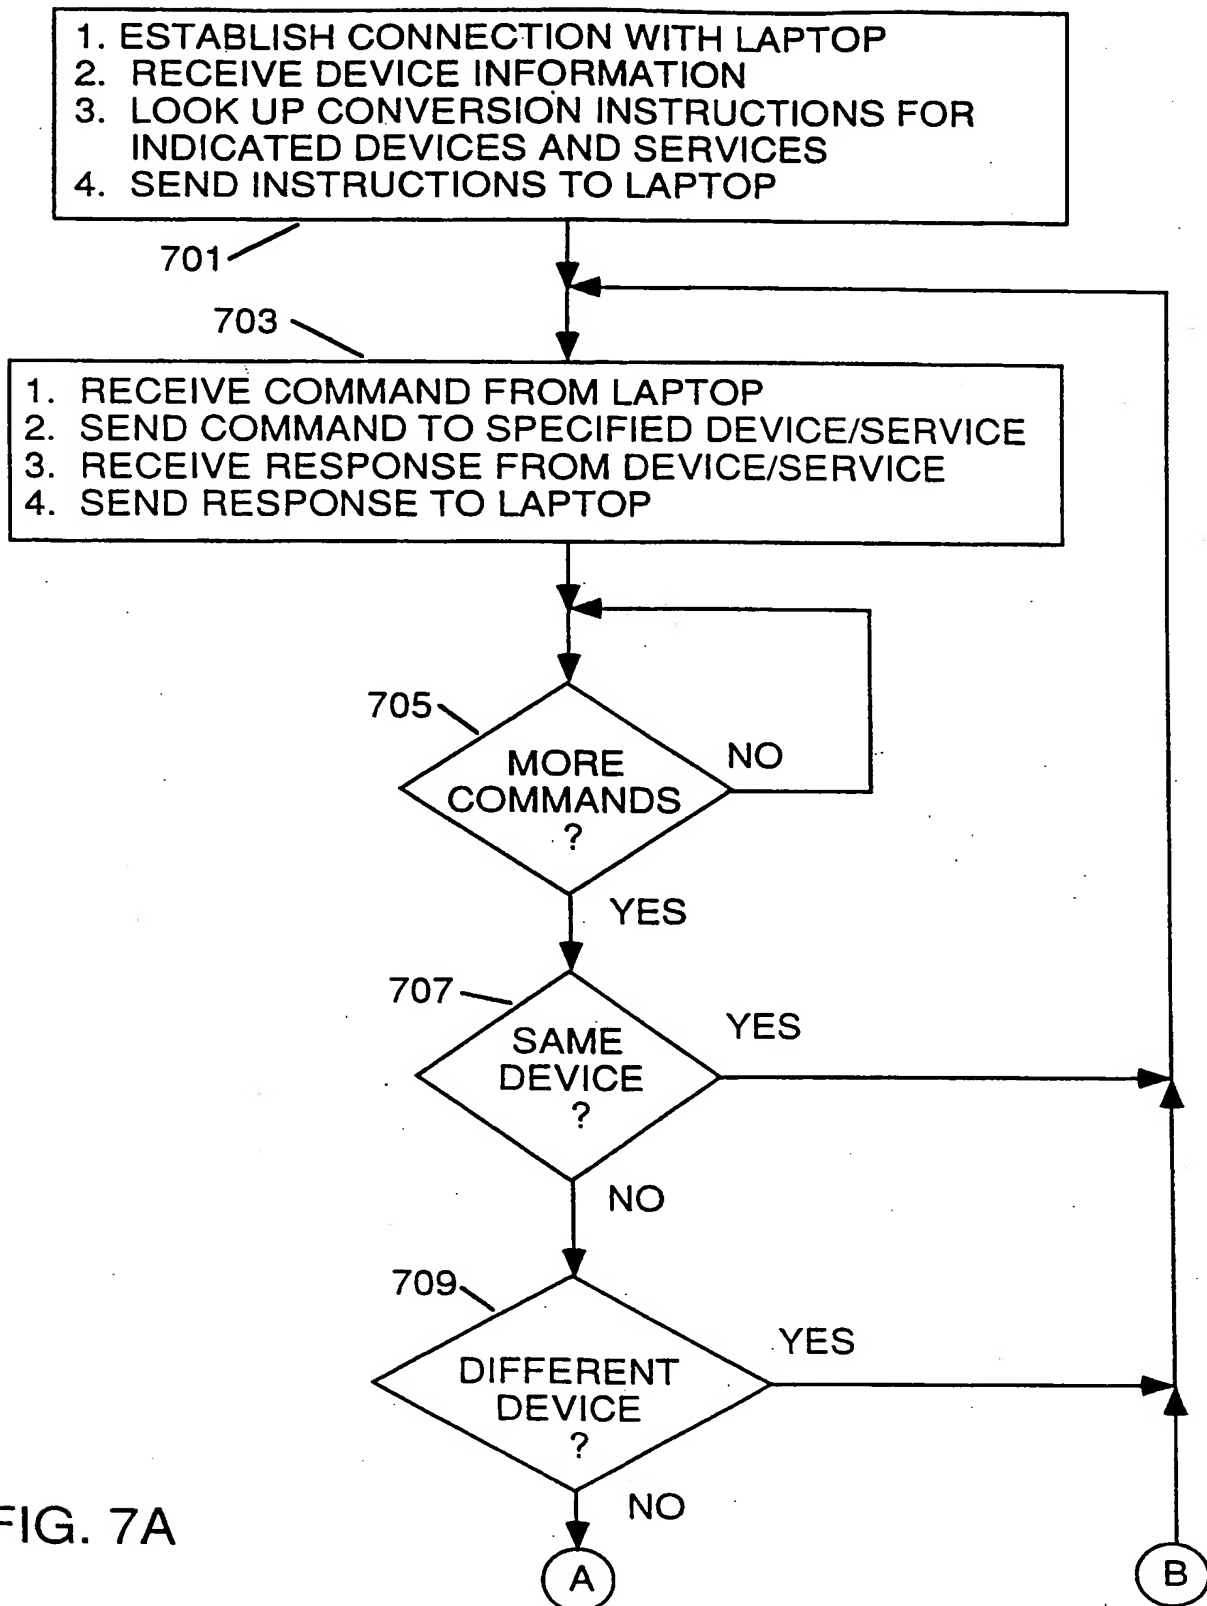 1. ESTABLISH CONNECTION WITH LAPTOP
2. RECEIVE DEVICE INFORMATION
3. LOOK UP CONVERSION INSTRUCTIONS FOR
INDICATED DEVICES AND SERVICES
4. SEND INSTRUCTIONS TO LAPTOP
701
703
1. RECEIVE COMMAND FROM LAPTOP
2. SEND COMMAND TO SPECIFIED DEVICE/SERVICE
3. RECEIVE RESPONSE FROM DEVICE/SERVICE
4. SEND RESPONSE TO LAPTOP
705
MORE
COMMANDS
?
NO
YES
707
SAME
DEVICE
?
YES
NO
709
DIFFERENT
DEVICE
?
YES
NO
FIG. 7A
A
B